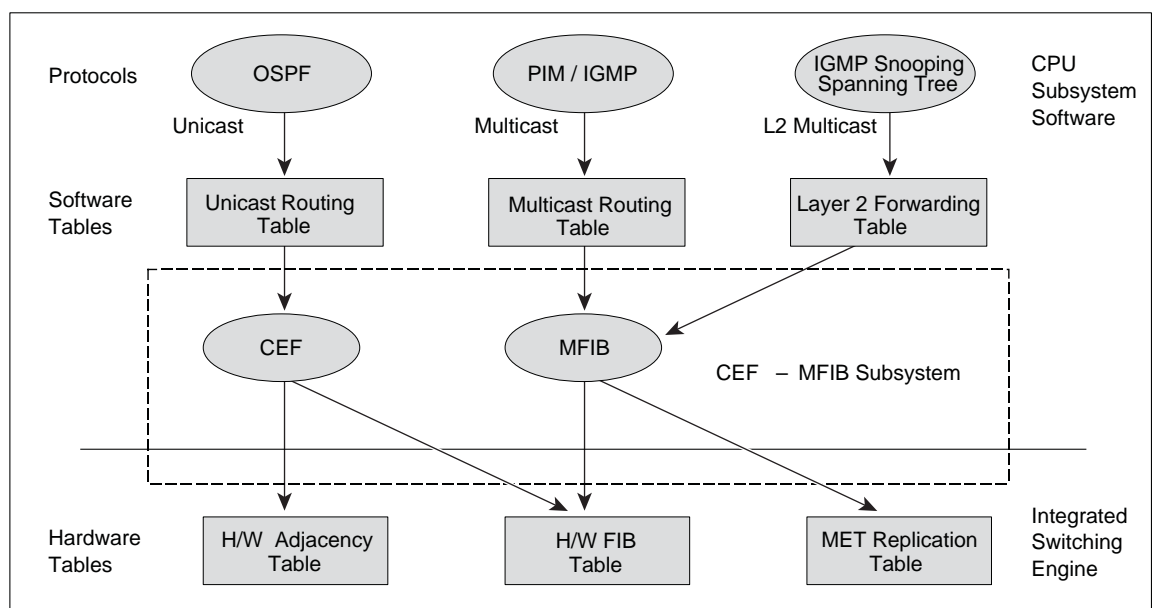 Protocols
OSPF
PIM / IGMP
IGMP Snooping
Spanning Tree
CPU
Subsystem
Software
Unicast
Multicast
L2 Multicast
Software
Tables
Unicast Routing
Table
Multicast Routing
Table
Layer 2 Forwarding
Table
CEF
MFIB
CEF – MFIB Subsystem
Hardware
Tables
H/W Adjacency
Table
H/W FIB
Table
MET Replication
Table
Integrated
Switching
Engine